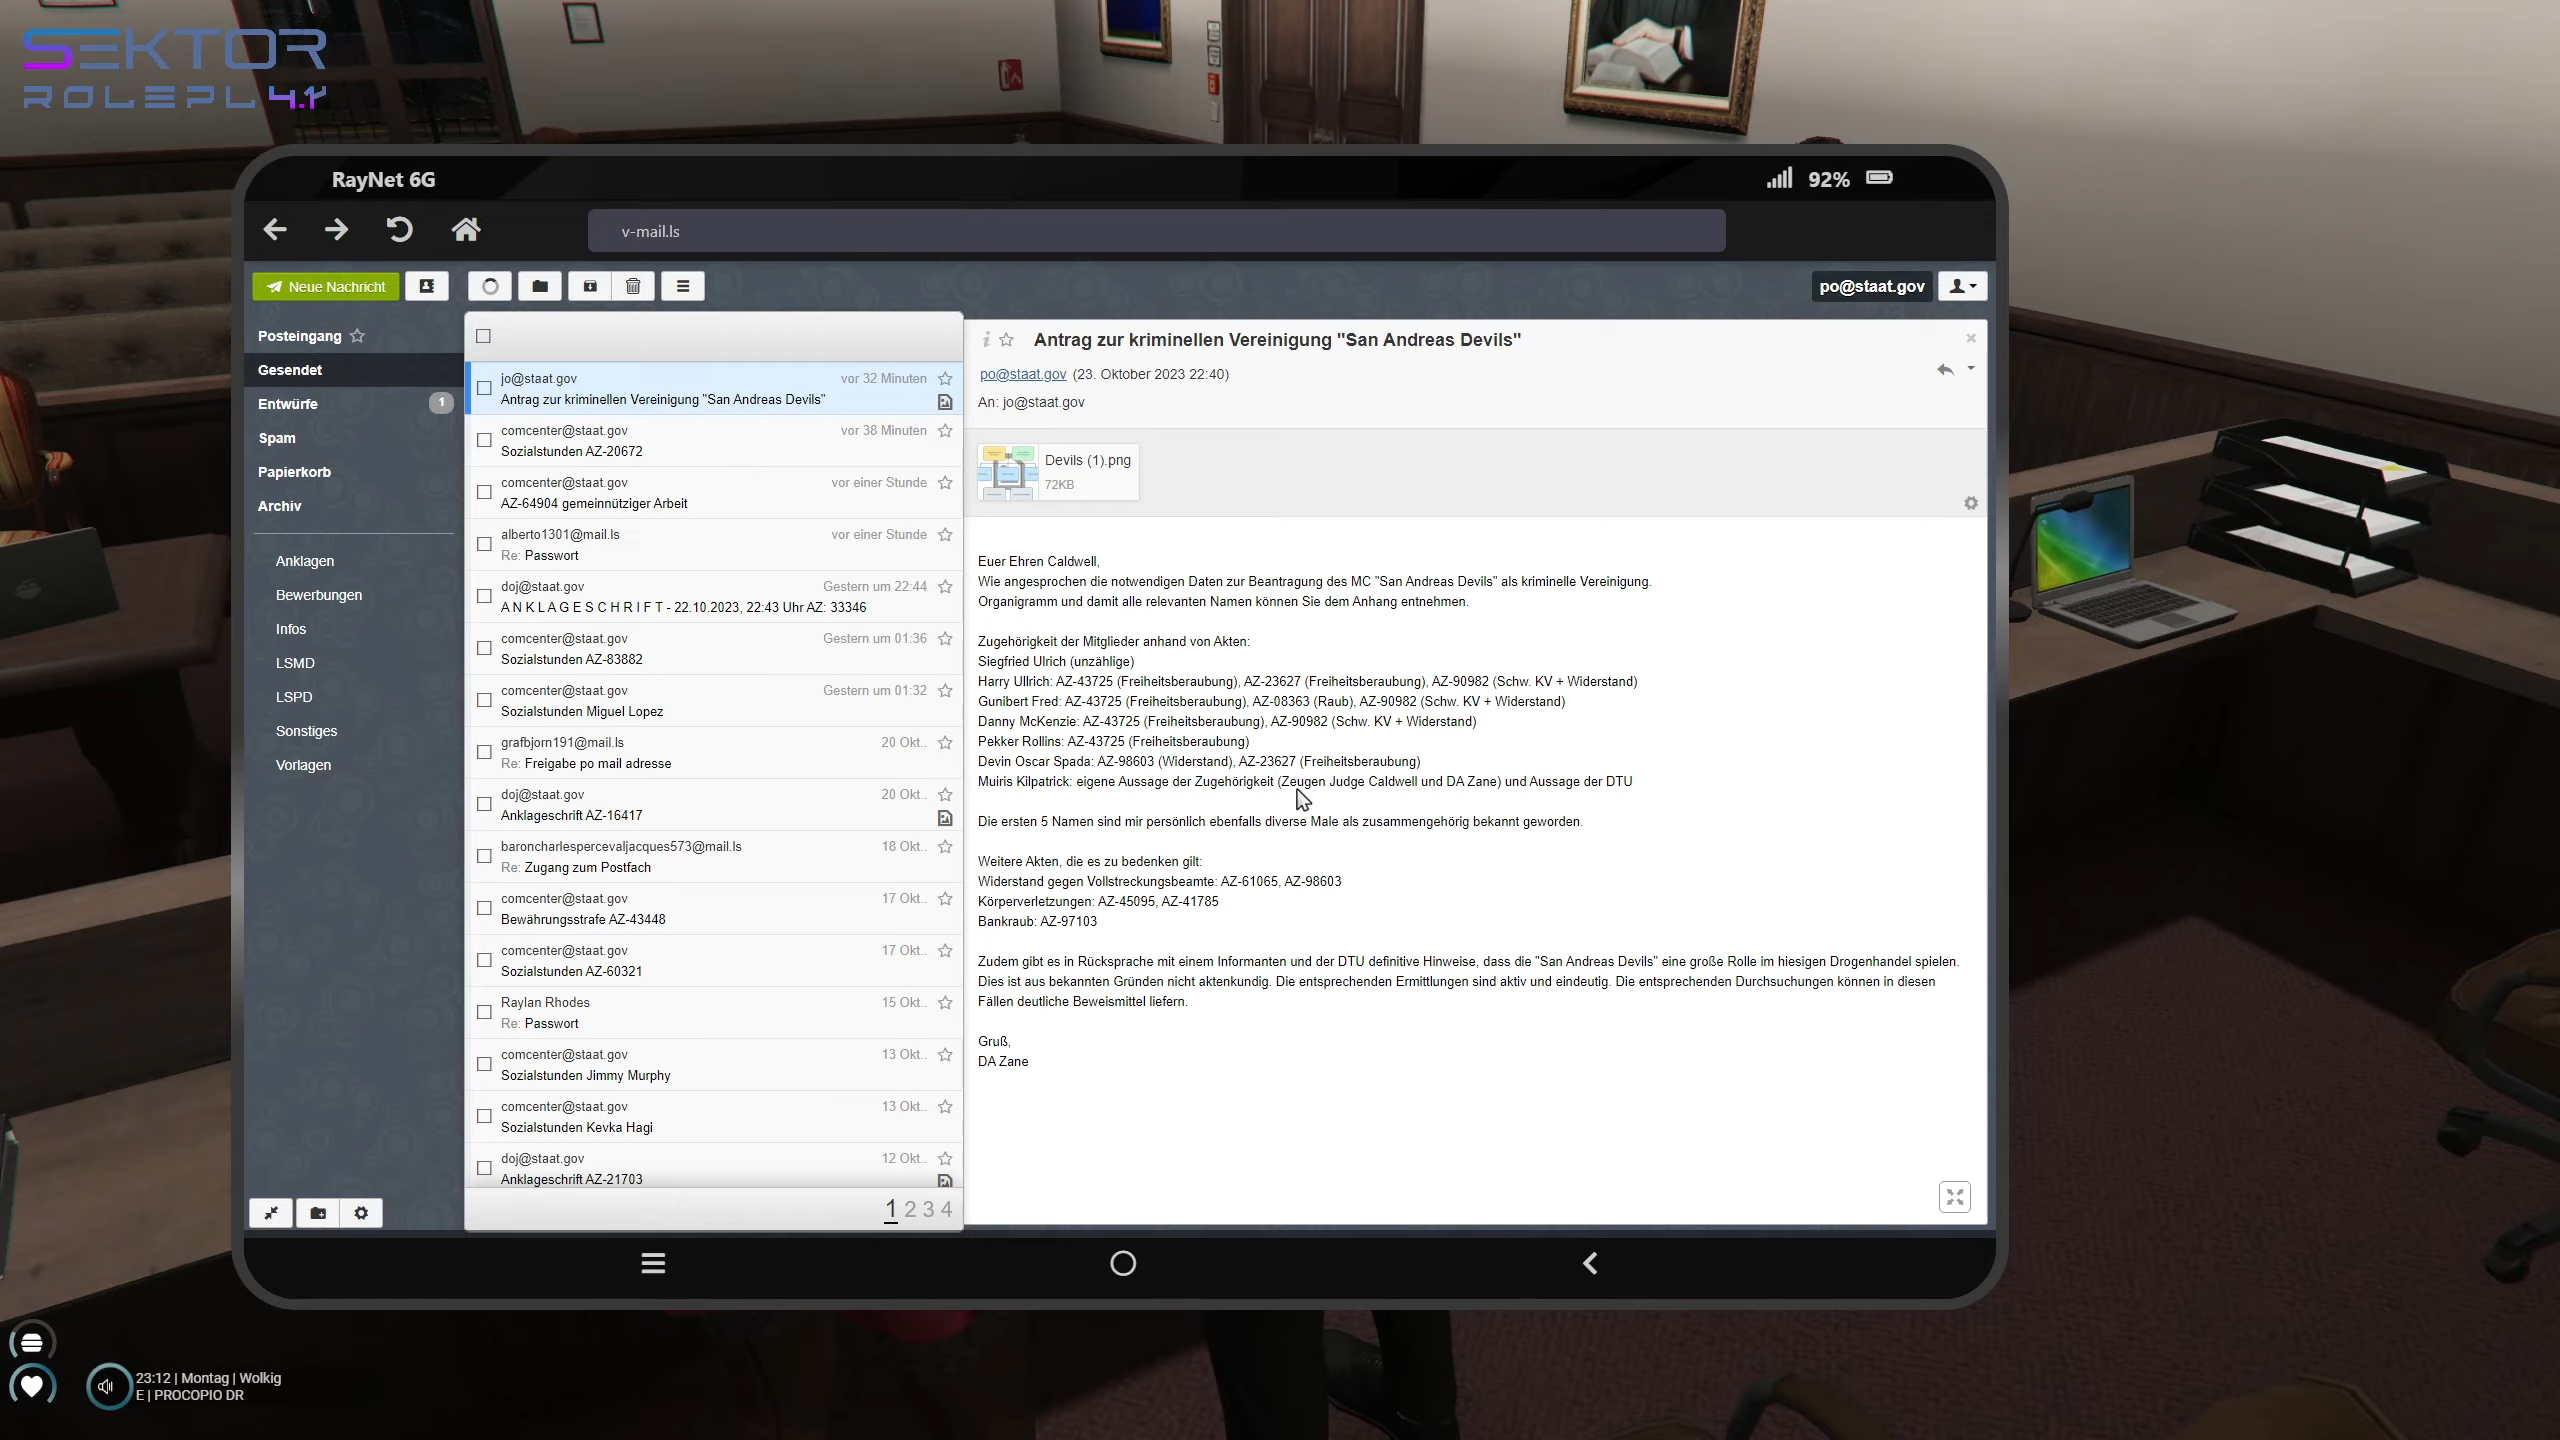 SEKTOR
ROLEPL4.Y
RayNet 6G
92%
v-mail.ls
Neue Nachricht
po@staat.gov
Posteingang
Gesendet
Entwürfe 1
Spam
Papierkorb
Archiv
Anklagen
Bewerbungen
Infos
LSMD
LSPD
Sonstiges
Vorlagen
jo@staat.gov vor 32 Minuten
Antrag zur kriminellen Vereinigung "San Andreas Devils"
comcenter@staat.gov vor 38 Minuten
Sozialstunden AZ-20672
comcenter@staat.gov vor einer Stunde
AZ-64904 gemeinnütziger Arbeit
alberto1301@mail.ls vor einer Stunde
Re: Passwort
doj@staat.gov Gestern um 22:44
A N K L A G E S C H R I F T - 22.10.2023, 22:43 Uhr AZ: 33346
comcenter@staat.gov Gestern um 01:36
Sozialstunden AZ-83882
comcenter@staat.gov Gestern um 01:32
Sozialstunden Miguel Lopez
grafbjorn191@mail.ls 20 Okt..
Re: Freigabe po mail adresse
doj@staat.gov 20 Okt..
Anklageschrift AZ-16417
baroncharlespercevaljacques573@mail.ls 18 Okt..
Re: Zugang zum Postfach
comcenter@staat.gov 17 Okt..
Bewährungsstrafe AZ-43448
comcenter@staat.gov 17 Okt..
Sozialstunden AZ-60321
Raylan Rhodes 15 Okt..
Re: Passwort
comcenter@staat.gov 13 Okt..
Sozialstunden Jimmy Murphy
comcenter@staat.gov 13 Okt..
Sozialstunden Kevka Hagi
doj@staat.gov 12 Okt..
Anklageschrift AZ-21703
1 2 3 4
Antrag zur kriminellen Vereinigung "San Andreas Devils"
po@staat.gov (23. Oktober 2023 22:40)
An: jo@staat.gov
Devils (1).png
72KB
Euer Ehren Caldwell,
Wie angesprochen die notwendigen Daten zur Beantragung des MC "San Andreas Devils" als kriminelle Vereinigung.
Organigramm und damit alle relevanten Namen können Sie dem Anhang entnehmen.
Zugehörigkeit der Mitglieder anhand von Akten:
Siegfried Ulrich (unzählige)
Harry Ullrich: AZ-43725 (Freiheitsberaubung), AZ-23627 (Freiheitsberaubung), AZ-90982 (Schw. KV + Widerstand)
Gunibert Fred: AZ-43725 (Freiheitsberaubung), AZ-08363 (Raub), AZ-90982 (Schw. KV + Widerstand)
Danny McKenzie: AZ-43725 (Freiheitsberaubung), AZ-90982 (Schw. KV + Widerstand)
Pekker Rollins: AZ-43725 (Freiheitsberaubung)
Devin Oscar Spada: AZ-98603 (Widerstand), AZ-23627 (Freiheitsberaubung)
Muiris Kilpatrick: eigene Aussage der Zugehörigkeit (Zeugen Judge Caldwell und DA Zane) und Aussage der DTU
Die ersten 5 Namen sind mir persönlich ebenfalls diverse Male als zusammengehörig bekannt geworden.
Weitere Akten, die es zu bedenken gilt:
Widerstand gegen Vollstreckungsbeamte: AZ-61065, AZ-98603
Körperverletzungen: AZ-45095, AZ-41785
Bankraub: AZ-97103
Zudem gibt es in Rücksprache mit einem Informanten und der DTU definitive Hinweise, dass die "San Andreas Devils" eine große Rolle im hiesigen Drogenhandel spielen.
Dies ist aus bekannten Gründen nicht aktenkundig. Die entsprechenden Ermittlungen sind aktiv und eindeutig. Die entsprechenden Durchsuchungen können in diesen
Fällen deutliche Beweismittel liefern.
Gruß,
DA Zane
23:12 | Montag | Wolkig
E | PROCOPIO DR